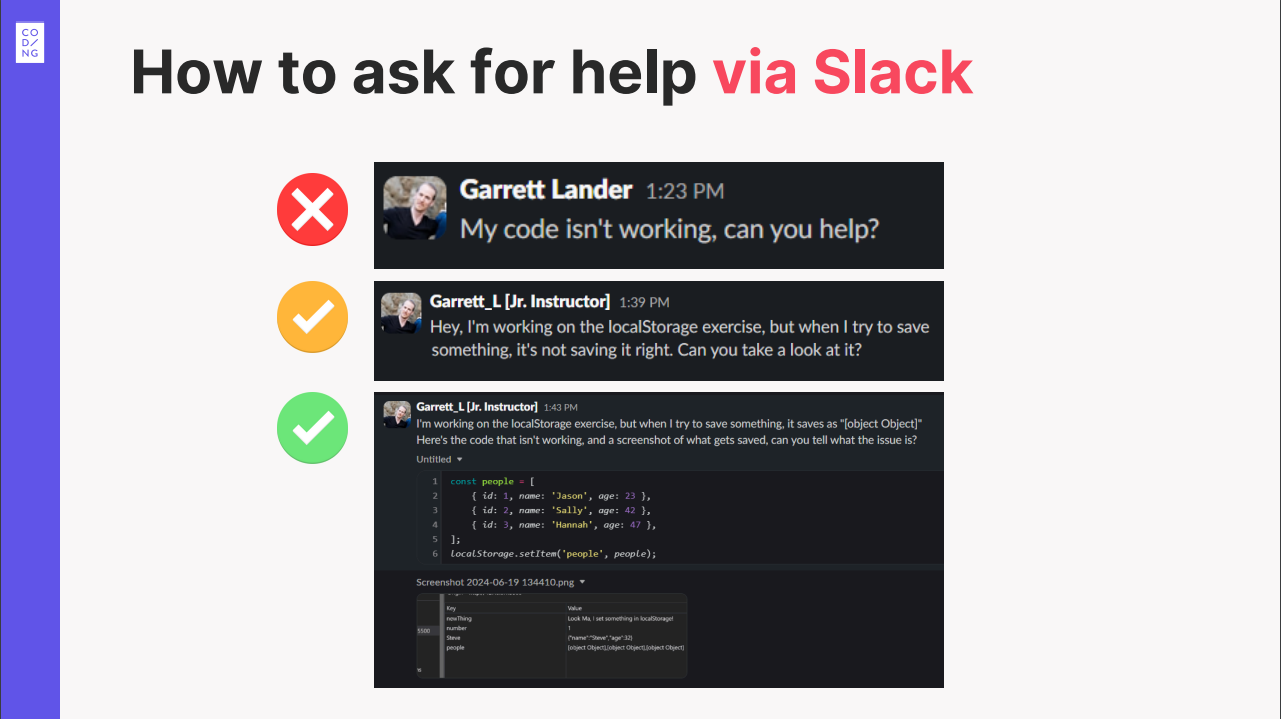 CO
D/
NG
How to ask for help via Slack
Garrett Lander 1:23 PM
My code isn't working, can you help?
Garrett_L [Jr. Instructor] 1:39 PM
Hey, I'm working on the localStorage exercise, but when I try to save
something, it's not saving it right. Can you take a look at it?
Garrett_L [Jr. Instructor] 1:43 PM
I'm working on the localStorage exercise, but when I try to save something, it saves as "[object Object]"
Here's the code that isn't working, and a screenshot of what gets saved, can you tell what the issue is?
Untitled
1 const people = [
2 { id: 1, name: 'Jason', age: 23 },
3 { id: 2, name: 'Sally', age: 42 },
4 { id: 3, name: 'Hannah', age: 47 },
5 ];
6 localStorage.setItem('people', people);
Screenshot 2024-06-19 134410.png
Key Value
newThing Look Ma, I set something in localStorage!
5500
number 1
Steve {"name":"Steve","age":32}
people [object Object],[object Object],[object Object]